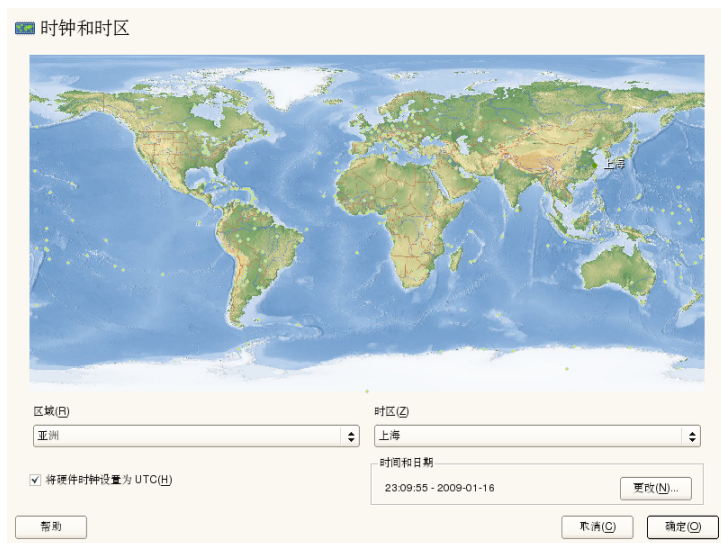 时钟和时区
上海
区域(R)
时区(Z)
亚洲
上海
将硬件时钟设置为 UTC(H)
时间和日期
23:09:55 - 2009-01-16
更改(N)...
帮助
取消(C)
确定(O)